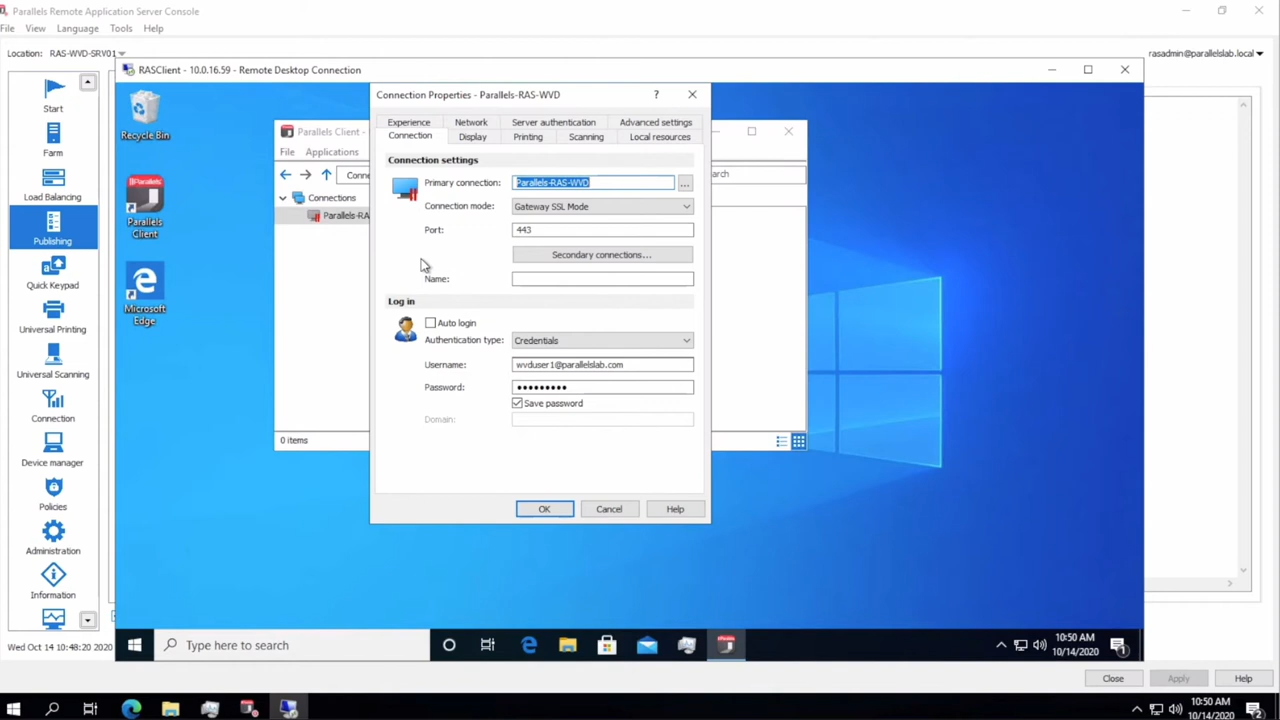 Parallels Remote Application Server Console
File View Language Tools Help
Location: RAS-WVD-SRV01
rasadmin@parallelslab.local
Start
Farm
Load Balancing
Publishing
Quick Keypad
Universal Printing
Universal Scanning
Connection
Device manager
Policies
Administration
Information
Wed Oct 14 10:48:20 2020
Close
Apply
Help
RASClient - 10.0.16.59 - Remote Desktop Connection
Recycle Bin
Parallels
Parallels Client
Microsoft Edge
Parallels Client -
File Applications
Conne
arch
Connections
Parallels-RA
0 items
Connection Properties - Parallels-RAS-WVD
?
Experience Network Server authentication Advanced settings
Connection Display Printing Scanning Local resources
Connection settings
Primary connection: Parallels-RAS-WVD ...
Connection mode: Gateway SSL Mode
Port: 443
Secondary connections...
Name:
Log in
Auto login
Authentication type: Credentials
Username: wvduser1@parallelslab.com
Password: •••••••••
Save password
Domain:
OK Cancel Help
Type here to search
10:50 AM
10/14/2020
1
10:50 AM
10/14/2020
2